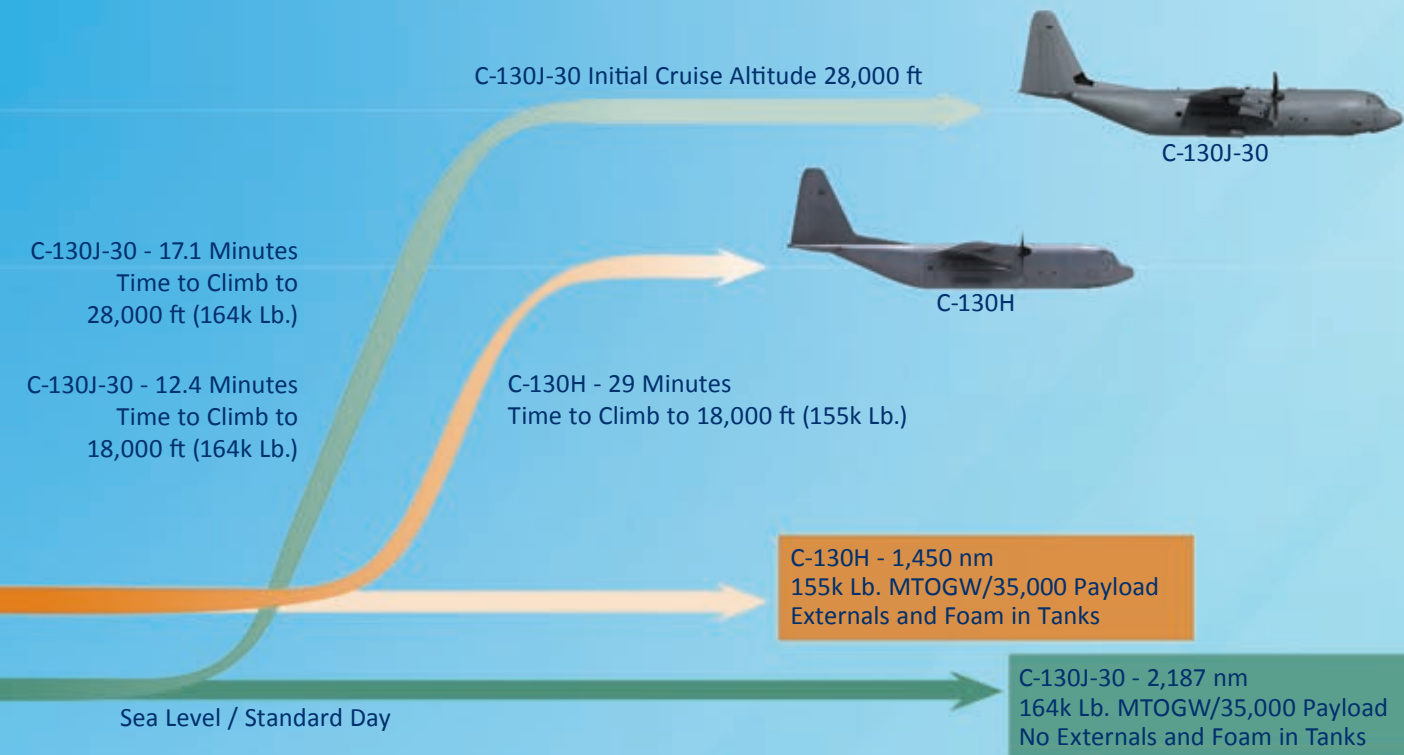 C-130J-30 Initial Cruise Altitude 28,000 ft
C-130J-30
C-130H
C-130J-30 - 17.1 Minutes
Time to Climb to
28,000 ft (164k Lb.)
C-130J-30 - 12.4 Minutes
Time to Climb to
18,000 ft (164k Lb.)
C-130H - 29 Minutes
Time to Climb to 18,000 ft (155k Lb.)
C-130H - 1,450 nm
155k Lb. MTOGW/35,000 Payload
Externals and Foam in Tanks
C-130J-30 - 2,187 nm
164k Lb. MTOGW/35,000 Payload
No Externals and Foam in Tanks
Sea Level / Standard Day